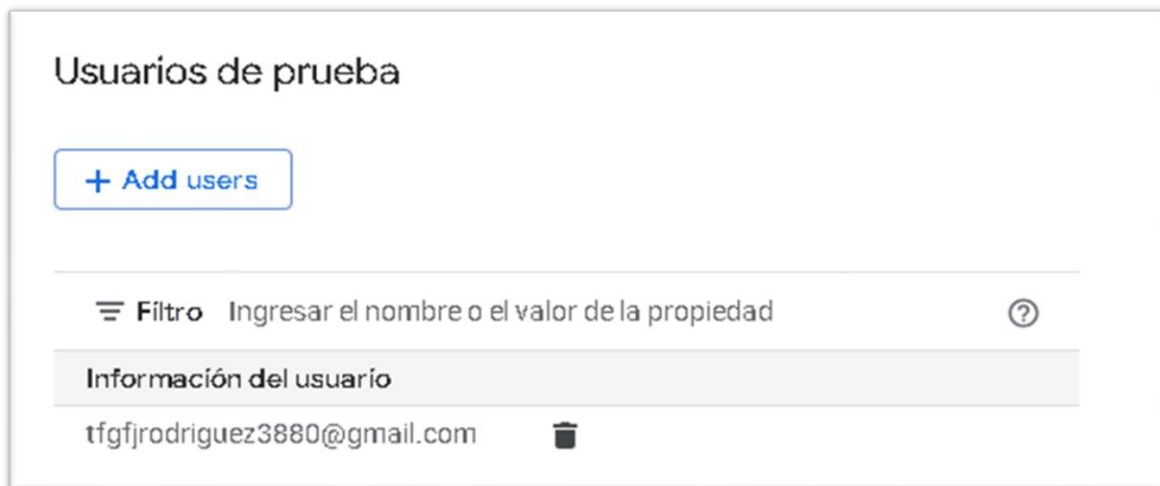 Usuarios de prueba
+ Add users
Filtro Ingresar el nombre o el valor de la propiedad
Información del usuario
tfgfjrodriguez3880@gmail.com